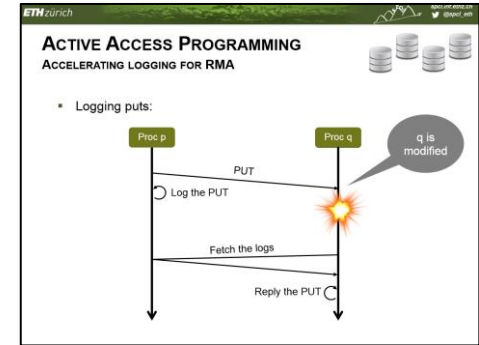 ETH zürich
spcl.inf.ethz.ch
@spcl_eth
ACTIVE ACCESS PROGRAMMING
ACCELERATING LOGGING FOR RMA
Logging puts:
Proc p
Proc q
q is
modified
PUT
Log the PUT
Fetch the logs
Reply the PUT